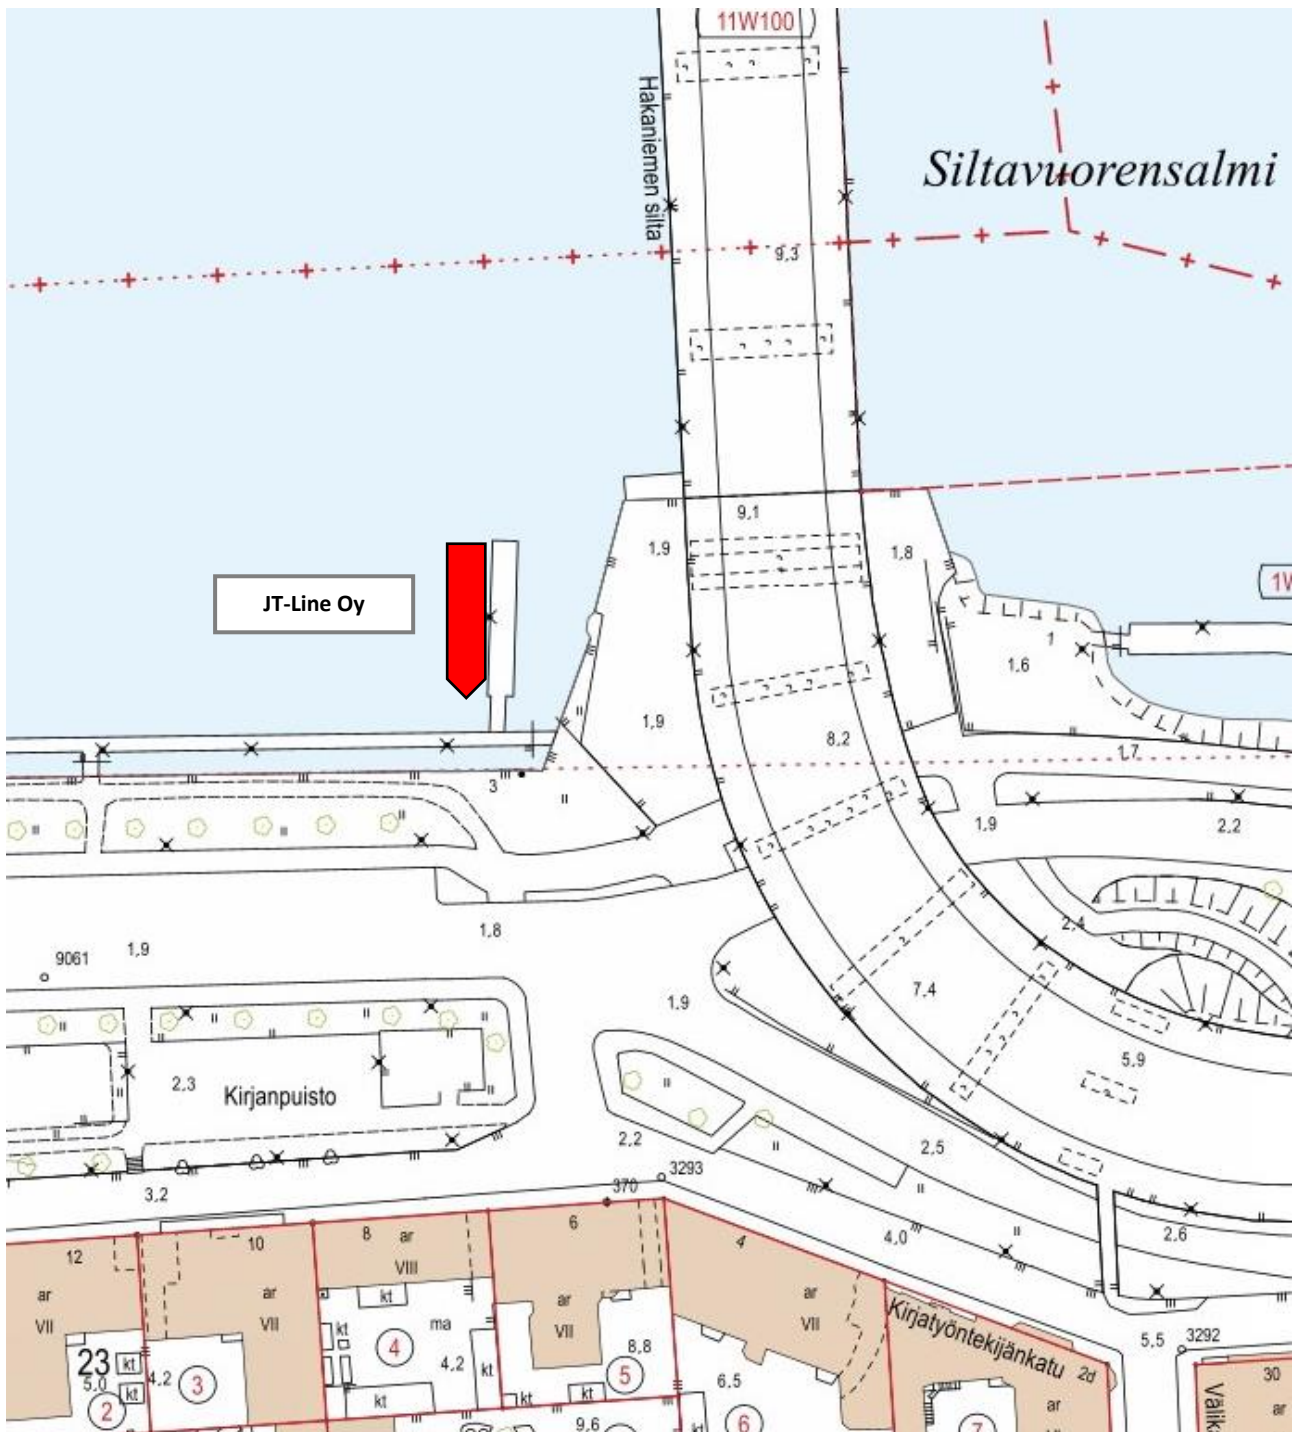 11W100
Hakaniemen silta
Siltavuorensalmi
9,3
9,1
1,9
1,8
JT-Line Oy
1
1,6
1,9
8,2
1,7
3
1,9
2,2
1,8
2,4
9061
1,9
1,9
7,4
5,9
2,3
Kirjanpuisto
2,2
2,5
3293
370
3,2
4,0
2,6
12
10
8
ar
VIII
6
4
ar
VII
ar
VII
ar
VII
ar
VII
kt
kt
ma
4
4,2
kt
kt
8,8
5
kt
kt
23
kt
5,0
kt
4,2
3
2
6,5
6
9,6
kt
Kirjatyöntekijänkatu
2d
ar
7
5,5
3292
30
ar